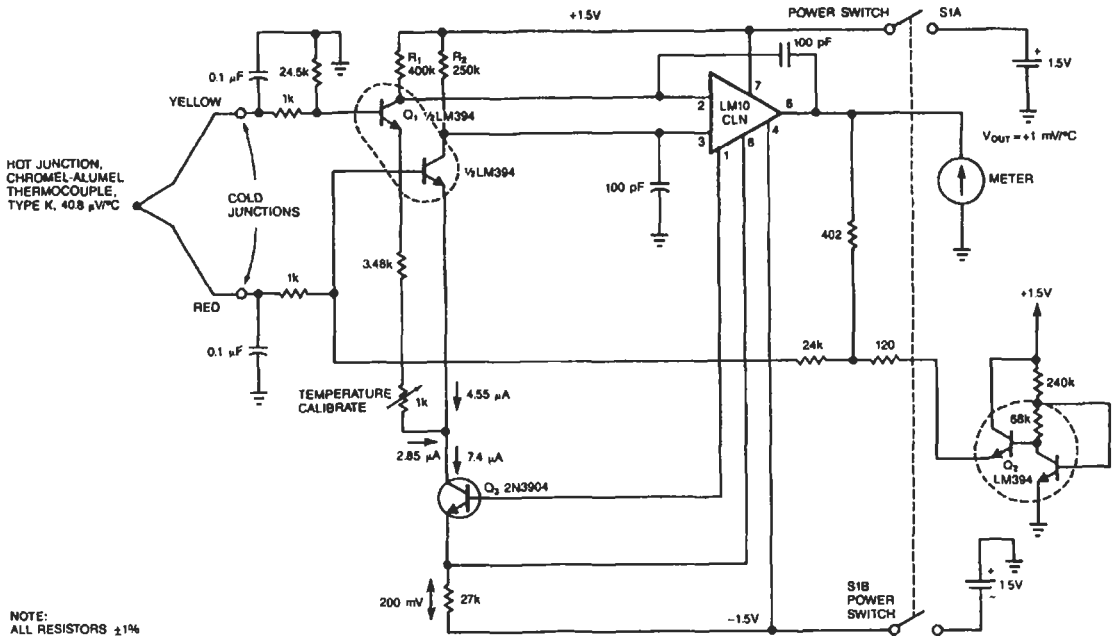 +1.5V
POWER SWITCH
S1A
0.1 µF
24.5k
R1
400k
R2
250k
100 pF
+
1.5V
YELLOW
1k
Q1 ½LM394
2
7
LM10
CLN
6
3
1
8
4
VOUT = +1 mV/°C
½LM394
HOT JUNCTION,
CHROMEL-ALUMEL
THERMOCOUPLE,
TYPE K, 40.8 µV/°C
COLD
JUNCTIONS
100 pF
METER
402
3.48k
1k
RED
+1.5V
0.1 µF
24k
120
240k
TEMPERATURE
CALIBRATE
1k
4.55 µA
68k
2.85 µA
7.4 µA
Q2
LM394
Q3 2N3904
+
1.5V
−
200 mV
27k
S1B
POWER
SWITCH
−1.5V
NOTE:
ALL RESISTORS ±1%